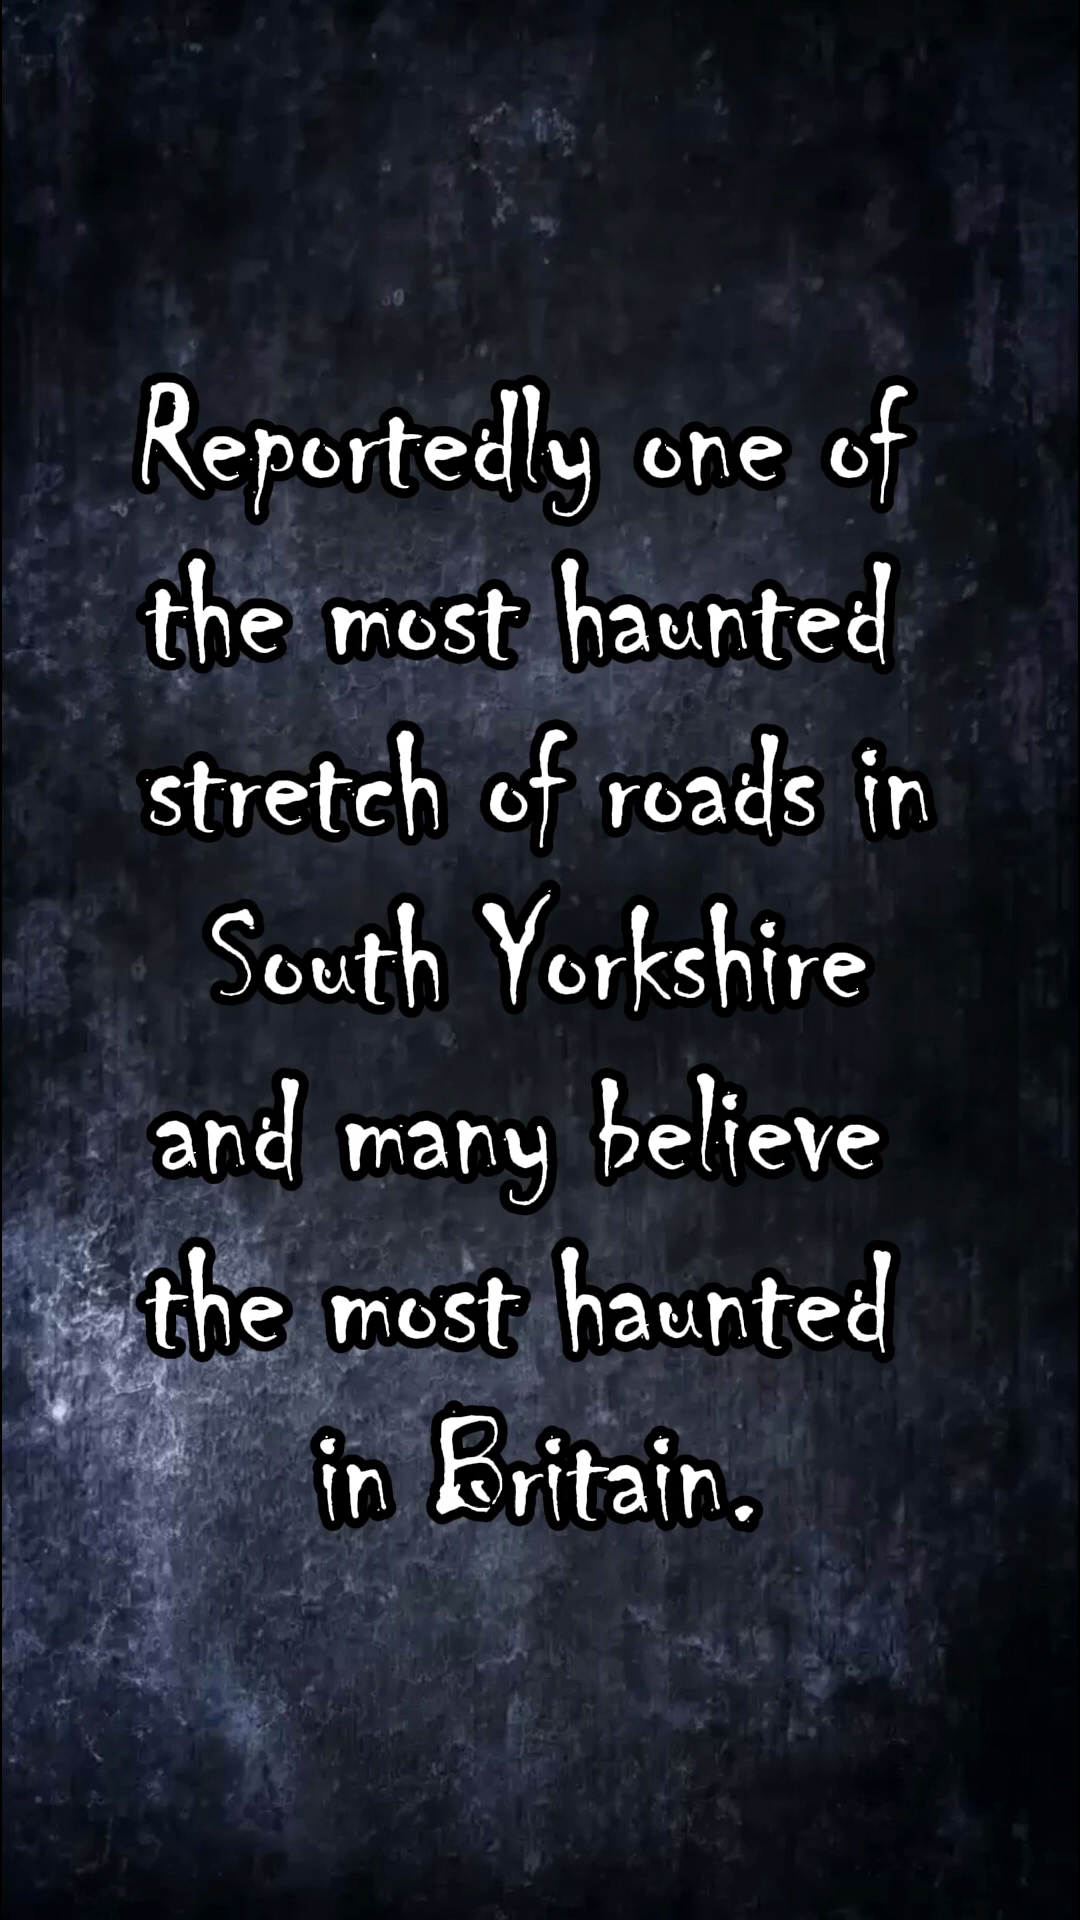 Reportedly one of
the most haunted
stretch of roads in
South Yorkshire
and many believe
the most haunted
in Britain.